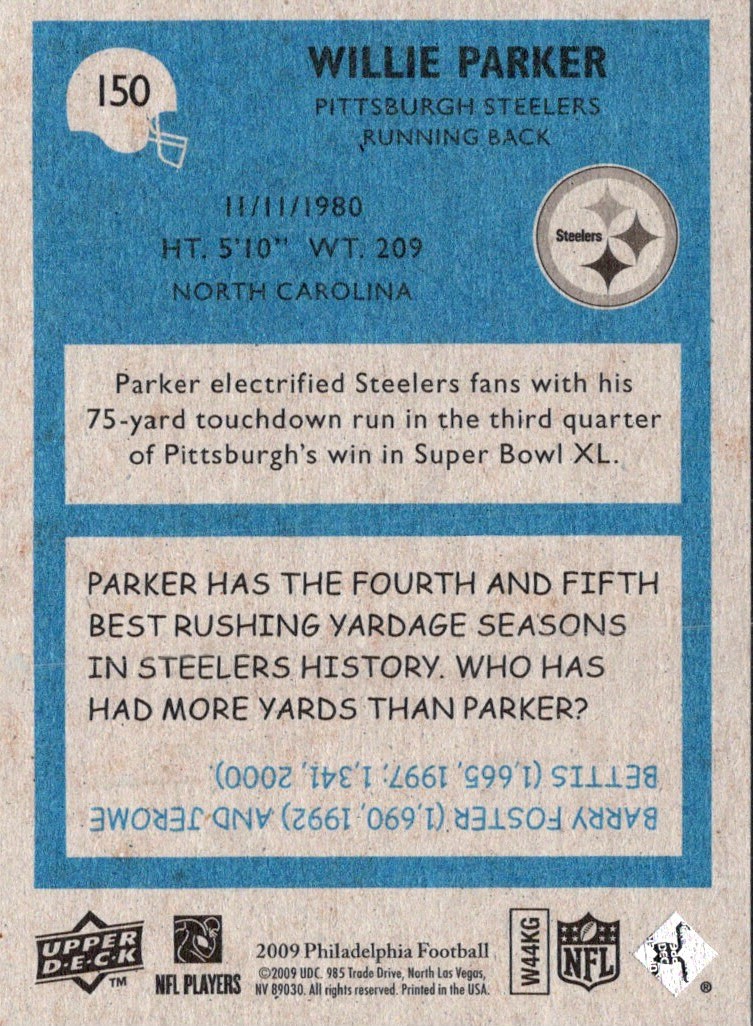 150
WILLIE PARKER
PITTSBURGH STEELERS
RUNNING BACK
11/11/1980
HT. 5'10" WT. 209
NORTH CAROLINA
Steelers
Parker electrified Steelers fans with his
75-yard touchdown run in the third quarter
of Pittsburgh's win in Super Bowl XL.
PARKER HAS THE FOURTH AND FIFTH
BEST RUSHING YARDAGE SEASONS
IN STEELERS HISTORY. WHO HAS
HAD MORE YARDS THAN PARKER?
BARRY FOSTER (1,690, 1992) AND JEROME
BETTIS (1,665, 1997; 1,341, 2000).
UPPER
D·E·C·K
TM
NFL PLAYERS
2009 Philadelphia Football
©2009 UDC. 985 Trade Drive, North Las Vegas,
NV 89030. All rights reserved. Printed in the USA.
W44KG
NFL
®